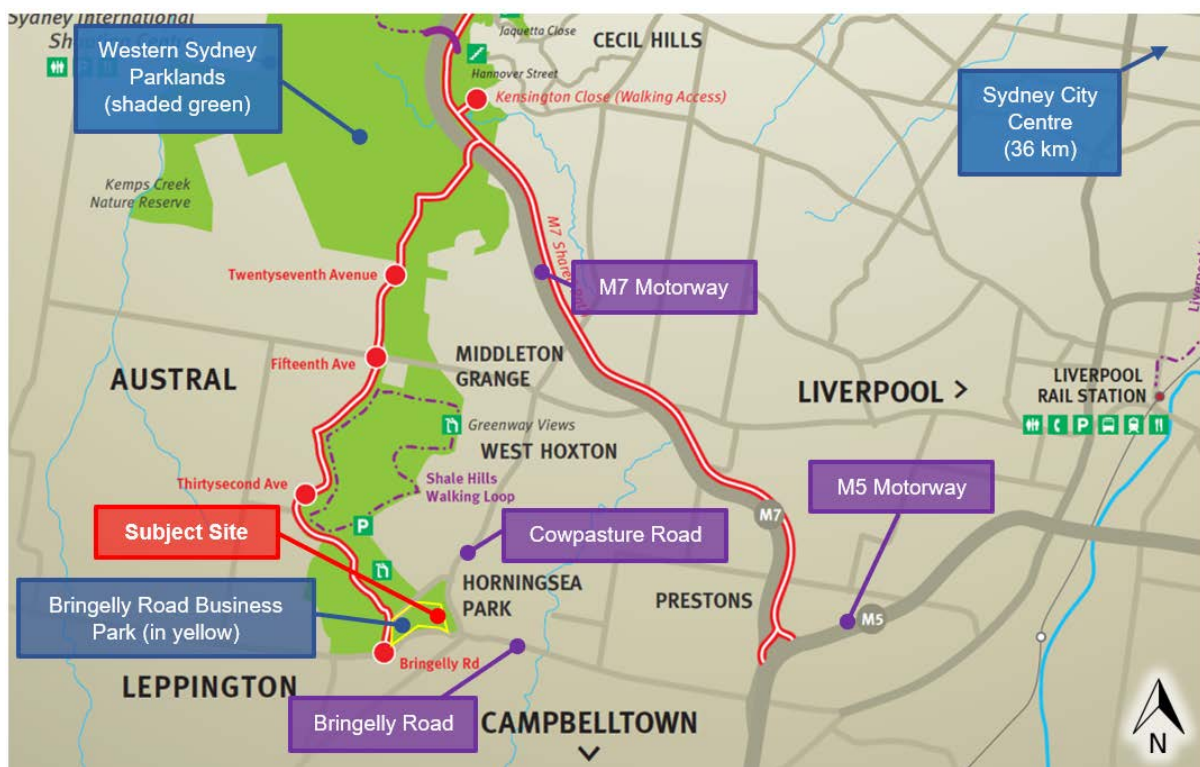 Sydney International
Western Sydney
Parklands
(shaded green)
Jaquetta Close
CECIL HILLS
Hannover Street
Kensington Close (Walking Access)
Sydney City
Centre
(36 km)
Kemps Creek
Nature Reserve
Twentyseventh Avenue
M7 Motorway
M7 Shared
Fifteenth Ave
MIDDLETON
GRANGE
AUSTRAL
LIVERPOOL >
LIVERPOOL
RAIL STATION
P
Liverpool
Greenway Views
WEST HOXTON
Shale Hills
Walking Loop
Thirtysecond Ave
P
M5 Motorway
M7
Subject Site
Cowpasture Road
HORNINGSEA
PARK
PRESTONS
M5
Bringelly Road Business
Park (in yellow)
Bringelly Rd
LEPPINGTON
Bringelly Road
CAMPBELLTOWN
N